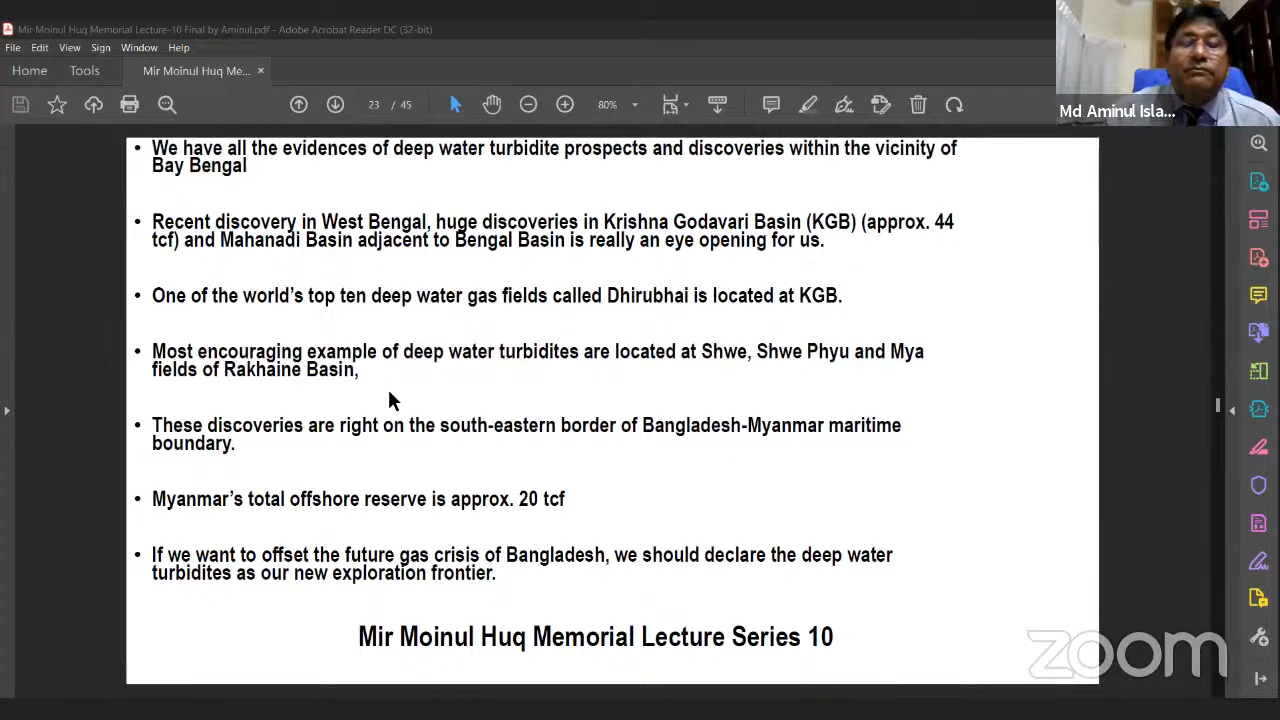 Mir Moinul Huq Memorial Lecture-10 Final by Aminul.pdf - Adobe Acrobat Reader DC (32-bit)
File Edit View Sign Window Help
Home Tools Mir Moinul Huq Me... ×
23 / 45 80%
Md Aminul Isla...
• We have all the evidences of deep water turbidite prospects and discoveries within the vicinity of
Bay Bengal
• Recent discovery in West Bengal, huge discoveries in Krishna Godavari Basin (KGB) (approx. 44
tcf) and Mahanadi Basin adjacent to Bengal Basin is really an eye opening for us.
• One of the world's top ten deep water gas fields called Dhirubhai is located at KGB.
• Most encouraging example of deep water turbidites are located at Shwe, Shwe Phyu and Mya
fields of Rakhaine Basin,
• These discoveries are right on the south-eastern border of Bangladesh-Myanmar maritime
boundary.
• Myanmar's total offshore reserve is approx. 20 tcf
• If we want to offset the future gas crisis of Bangladesh, we should declare the deep water
turbidites as our new exploration frontier.
Mir Moinul Huq Memorial Lecture Series 10
zoom